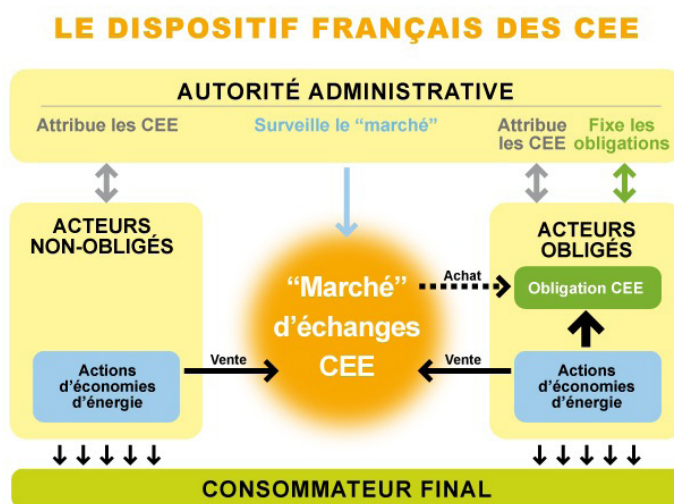 LE DISPOSITIF FRANÇAIS DES CEE
AUTORITÉ ADMINISTRATIVE
Attribue les CEE
Surveille le “marché”
Attribue
les CEE
Fixe les
obligations
ACTEURS
NON-OBLIGÉS
ACTEURS
OBLIGÉS
“Marché”
d’échanges
CEE
Achat
Obligation CEE
Vente
Vente
Actions
d’économies
d’énergie
Actions
d’économies
d’énergie
CONSOMMATEUR FINAL